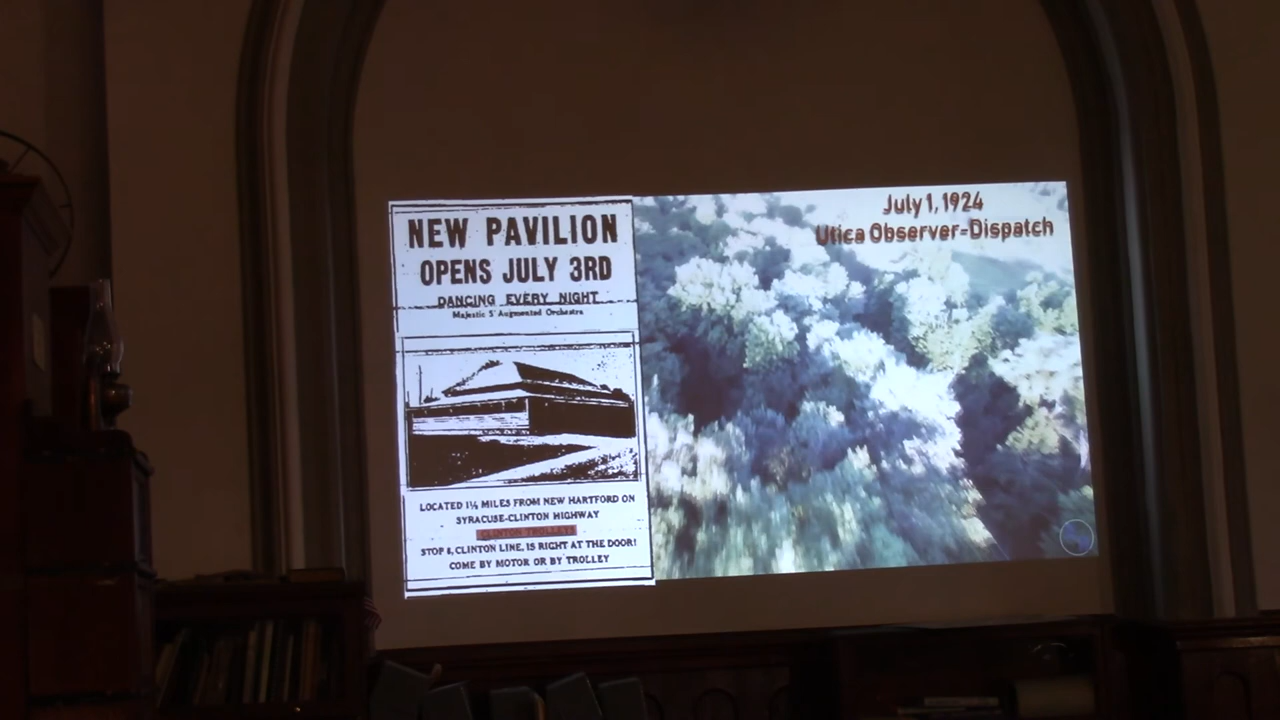 NEW PAVILION
OPENS JULY 3RD
DANCING EVERY NIGHT
Majestic 5 Augmented Orchestra
LOCATED 1½ MILES FROM NEW HARTFORD ON
SYRACUSE-CLINTON HIGHWAY
CLINTON TROLLEYS
STOP 8, CLINTON LINE, IS RIGHT AT THE DOOR!
COME BY MOTOR OR BY TROLLEY
July 1, 1924
Utica Observer-Dispatch